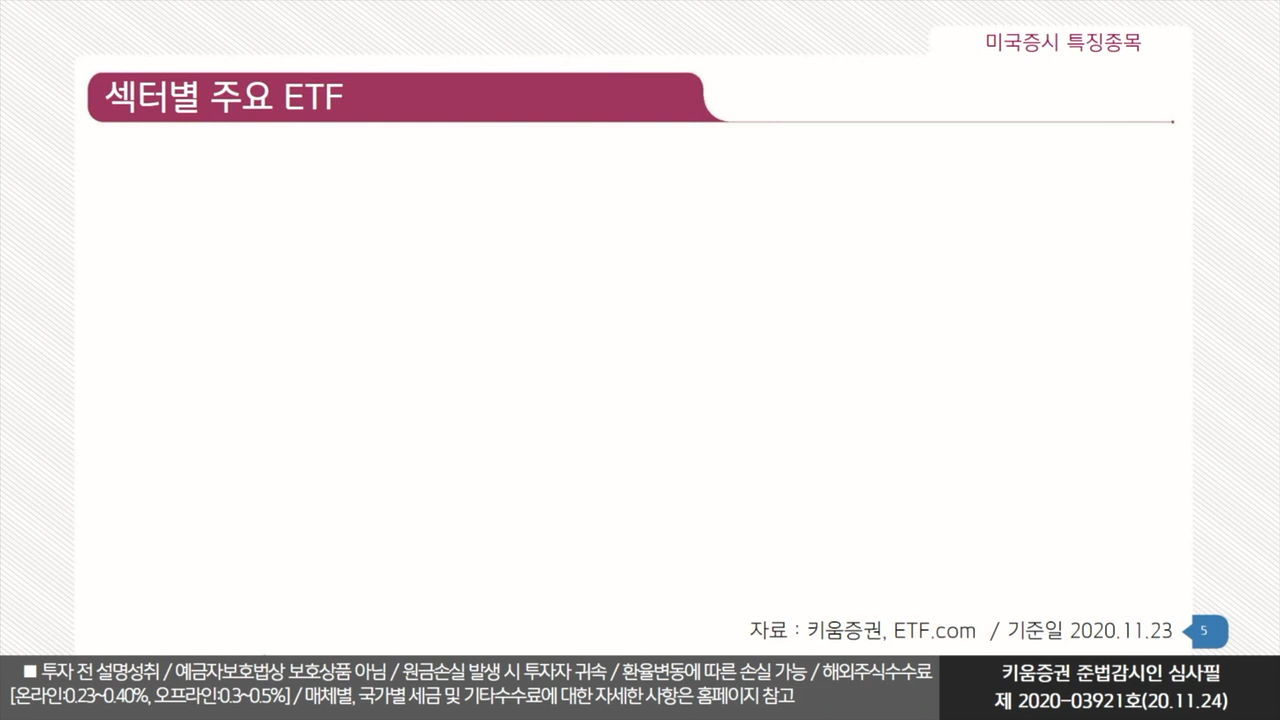 미국증시 특징종목
섹터별 주요 ETF
자료 : 키움증권, ETF.com / 기준일 2020.11.23
5
■ 투자 전 설명성취 / 예금자보호법상 보호상품 아님 / 원금손실 발생 시 투자자 귀속 / 환율변동에 따른 손실 가능 / 해외주식수수료
[온라인:0.23~0.40%, 오프라인:0.3~0.5%] / 매체별, 국가별 세금 및 기타수수료에 대한 자세한 사항은 홈페이지 참고
키움증권 준법감시인 심사필
제 2020-03921호(20.11.24)